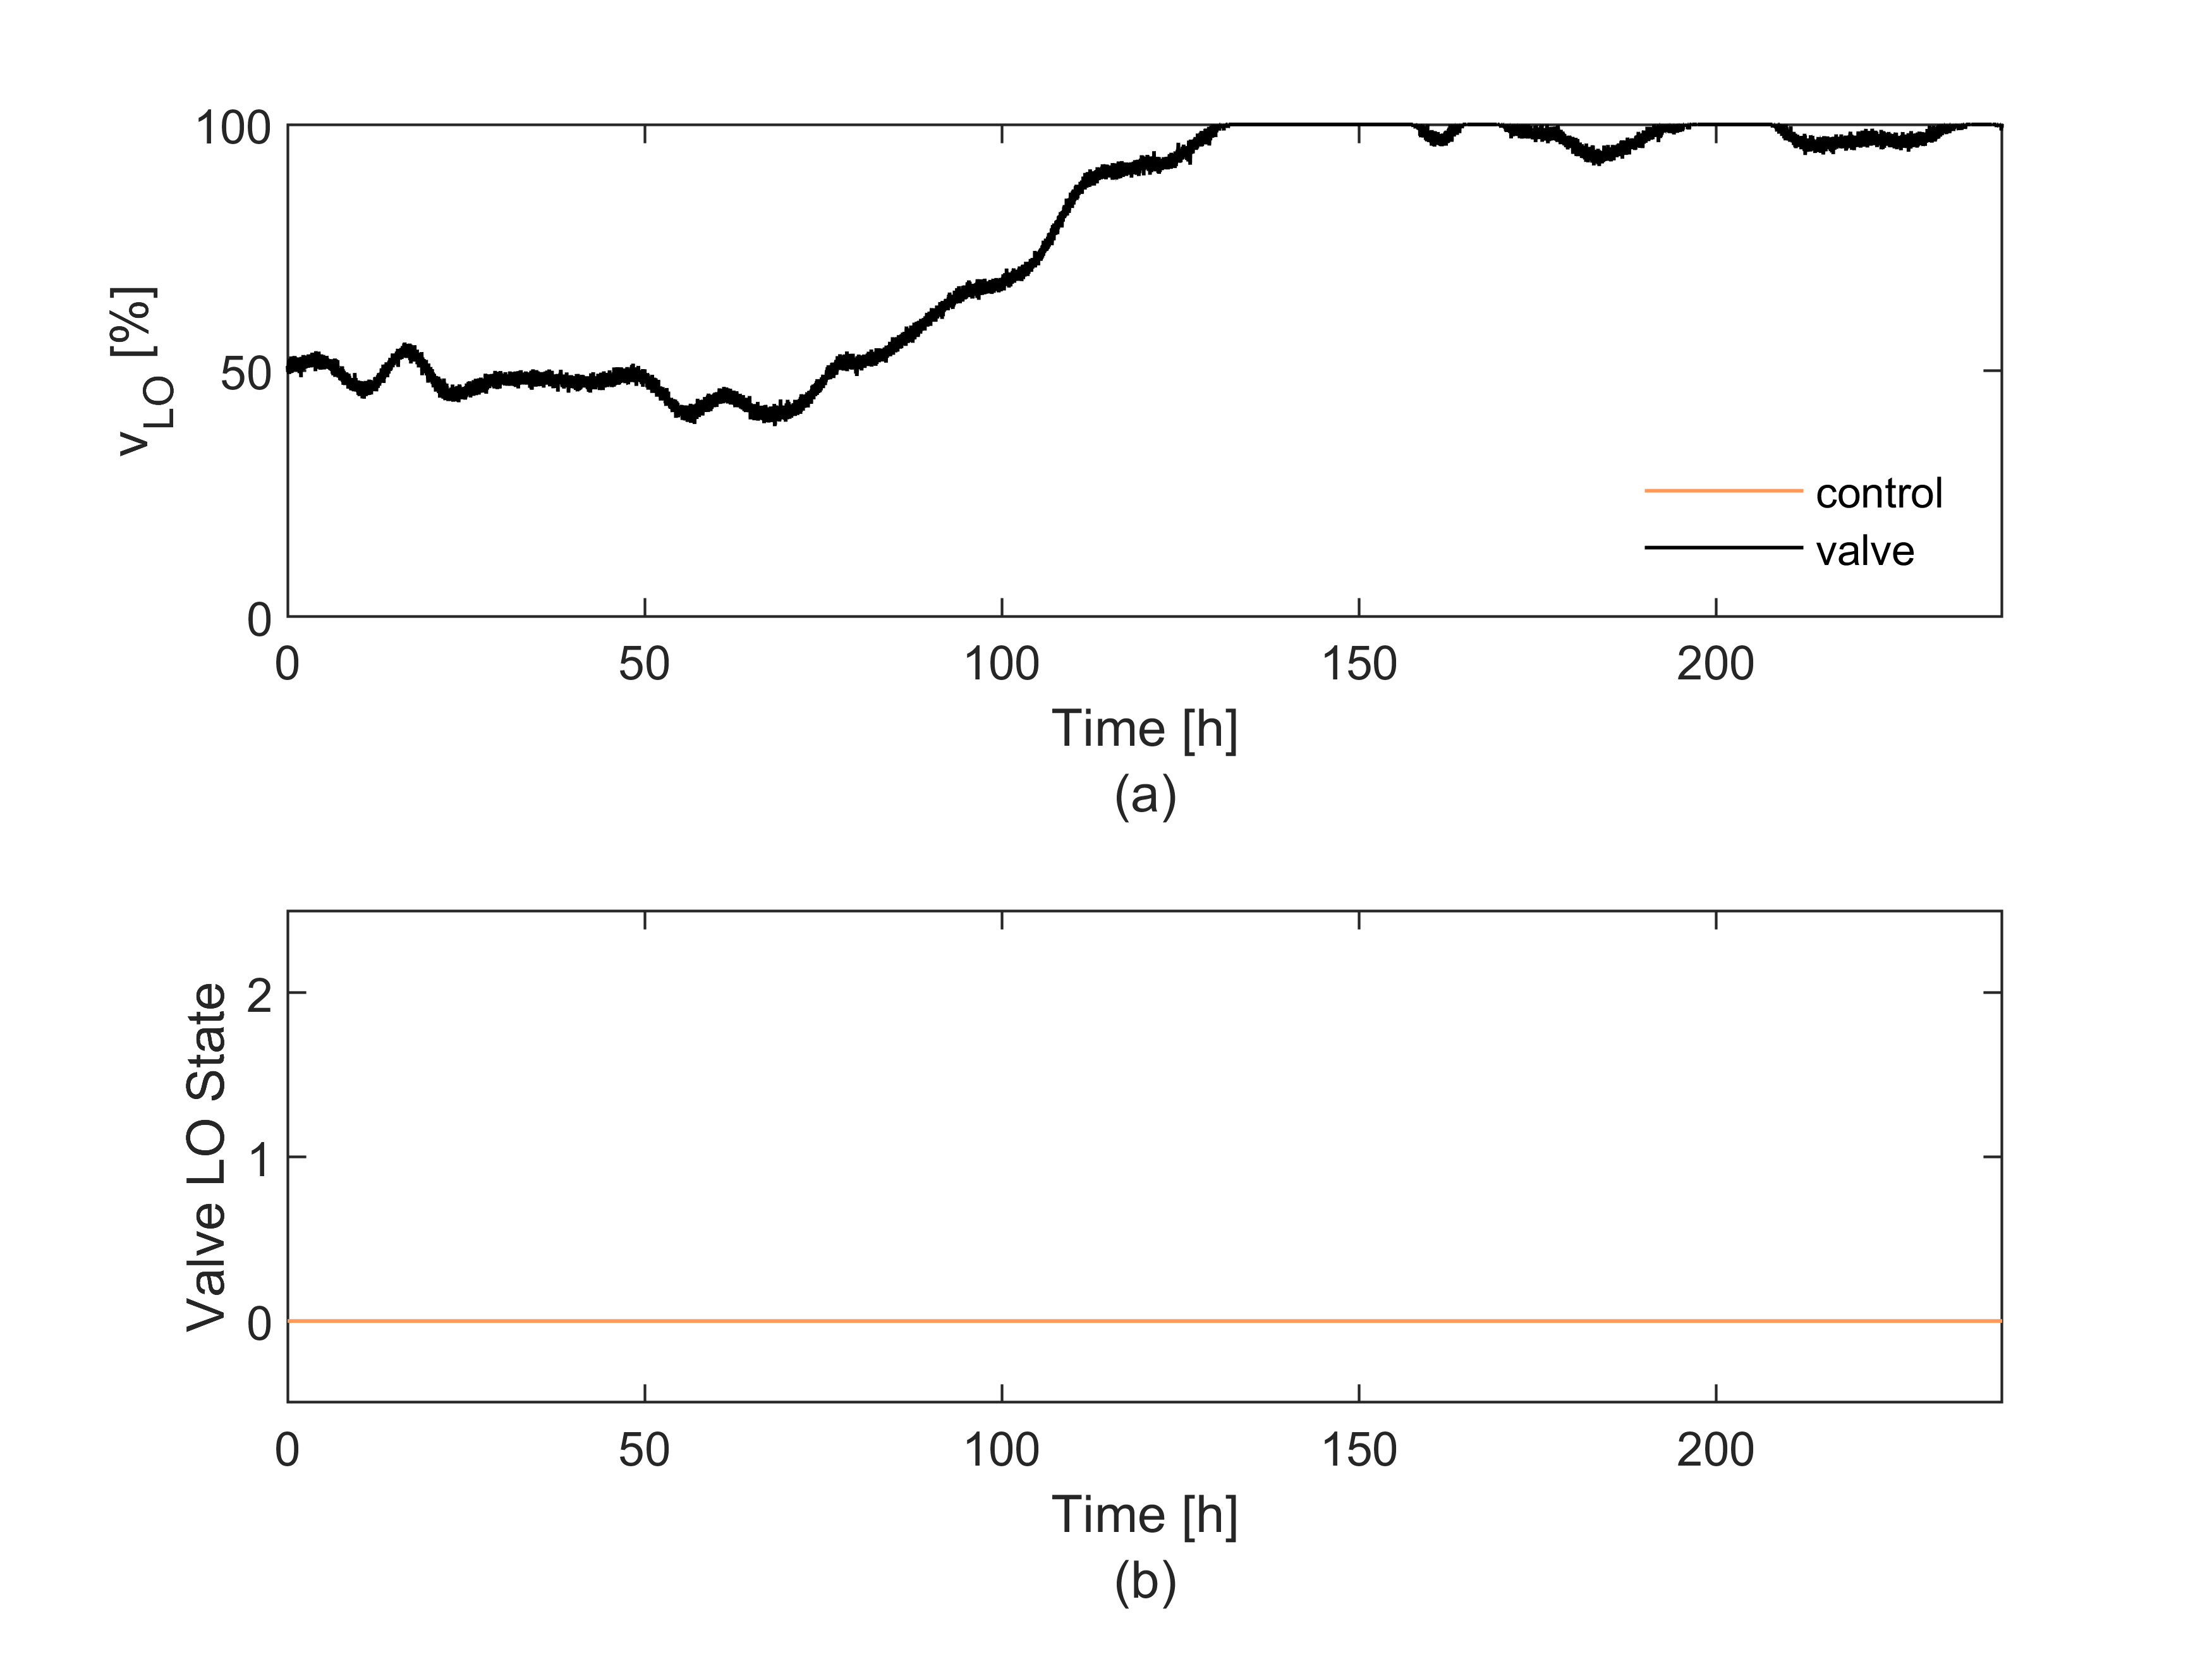 100
50
0
v_LO [%]
control
valve
0 50 100 150 200
Time [h]
(a)
2
1
0
Valve LO State
0 50 100 150 200
Time [h]
(b)